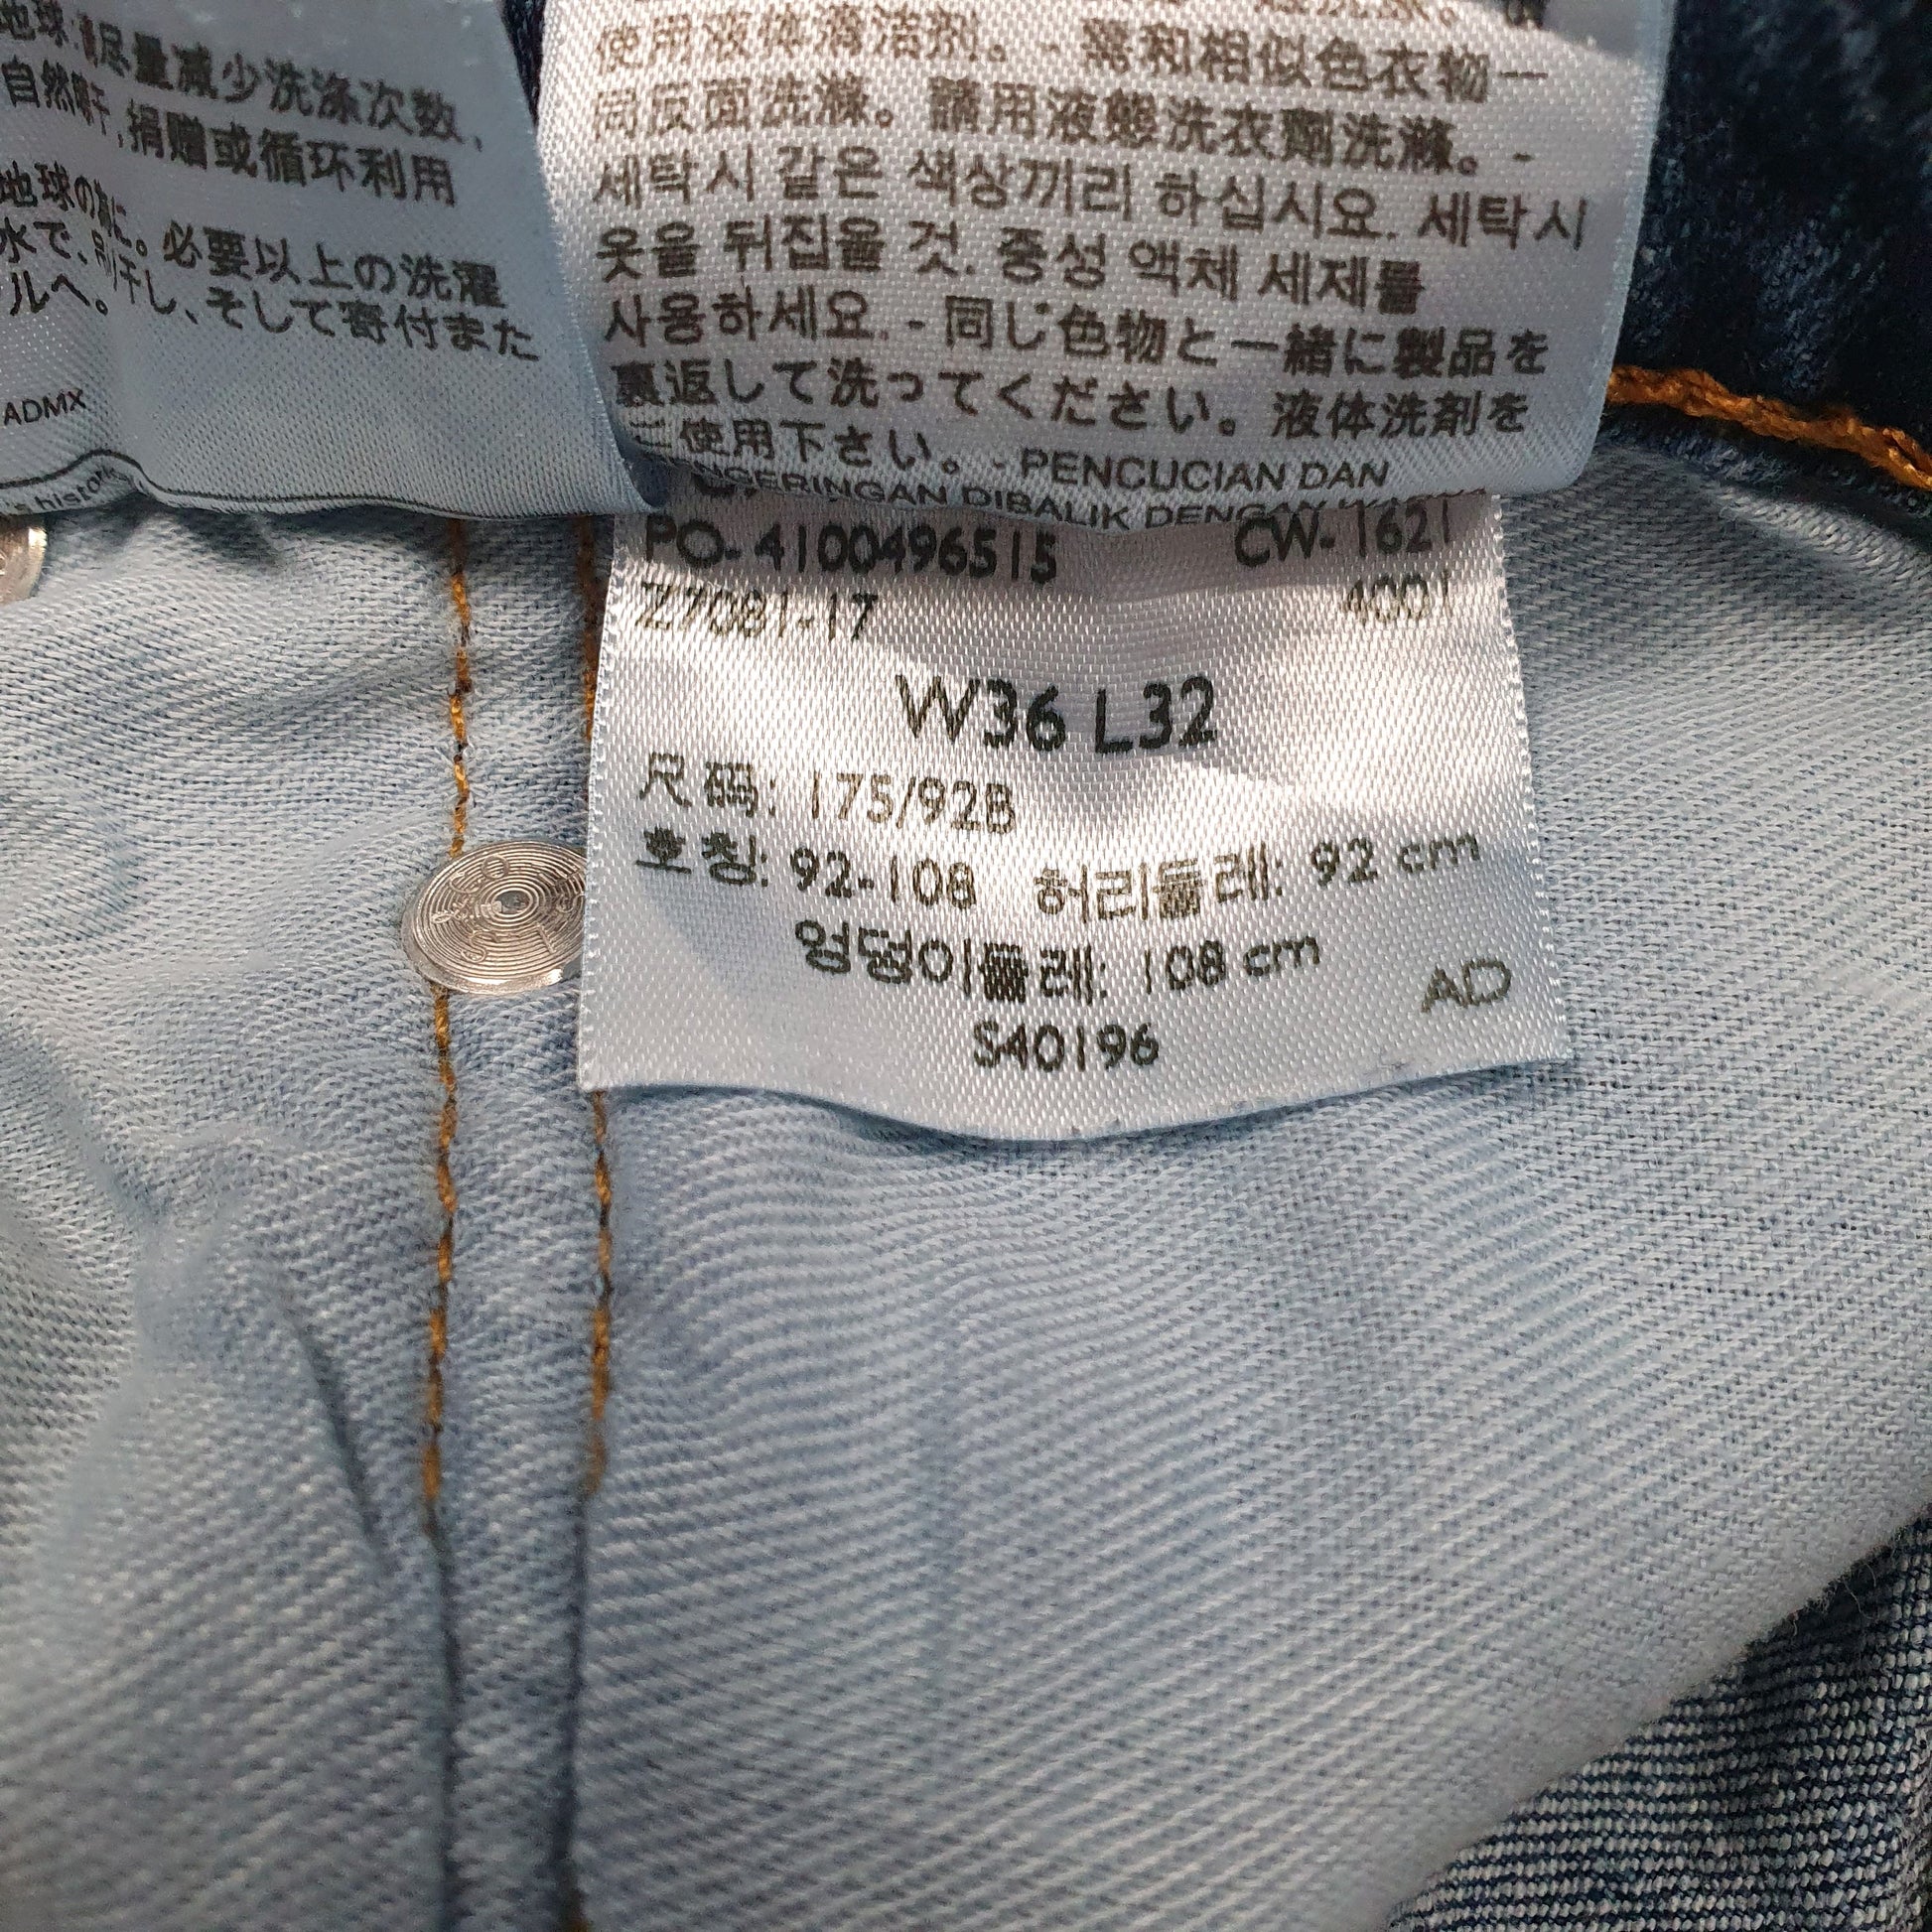 地球:请尽量减少洗涤次数,
自然晾干,捐赠或循环利用
地球の為に。必要以上の洗濯
水で、吊り干し、そして寄付また
ルへ。
ADMX
使用液体清洁剂。- 需和相似色衣物一
同反面洗滌。請用液態洗衣劑洗滌。-
세탁시 같은 색상끼리 하십시요. 세탁시
옷을 뒤집을 것. 중성 액체 세제를
사용하세요. - 同じ色物と一緒に製品を
裏返して洗ってください。液体洗剤を
ご使用下さい。- PENCUCIAN DAN
NGERINGAN DIBALIK DENGAN
PO-4100496515 CW-1621
Z7081-17 4001
W36 L32
尺码: 175/92B
호칭: 92-108 허리둘레: 92 cm
엉덩이둘레: 108 cm
AD
S40196